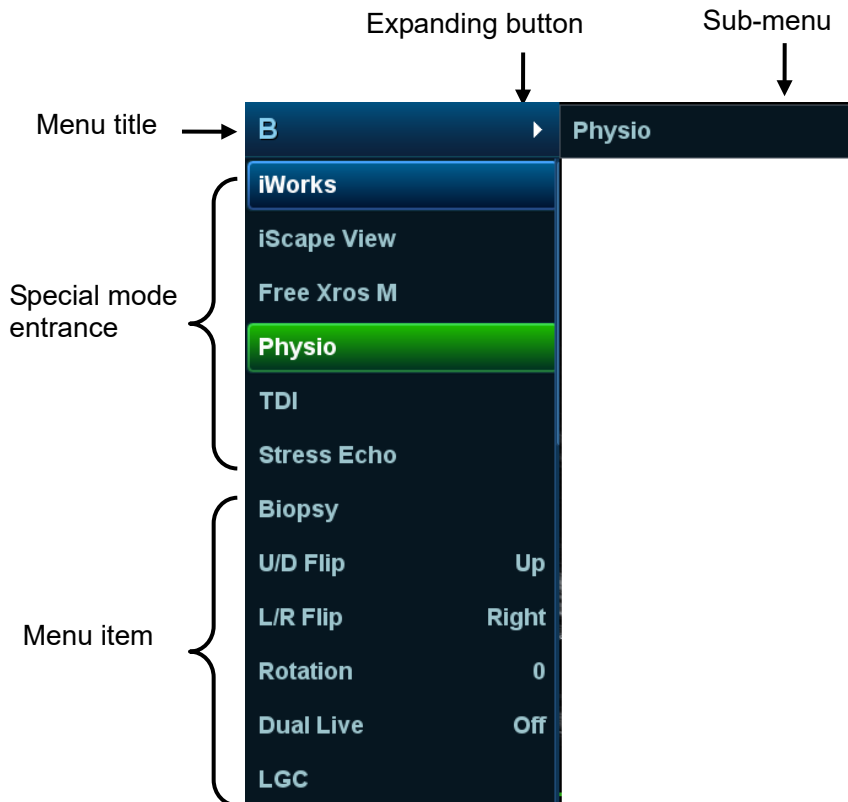 Expanding button
Sub-menu
Menu title
B
Physio
iWorks
iScape View
Free Xros M
Special mode
entrance
Physio
TDI
Stress Echo
Biopsy
U/D Flip Up
L/R Flip Right
Menu item
Rotation 0
Dual Live Off
LGC